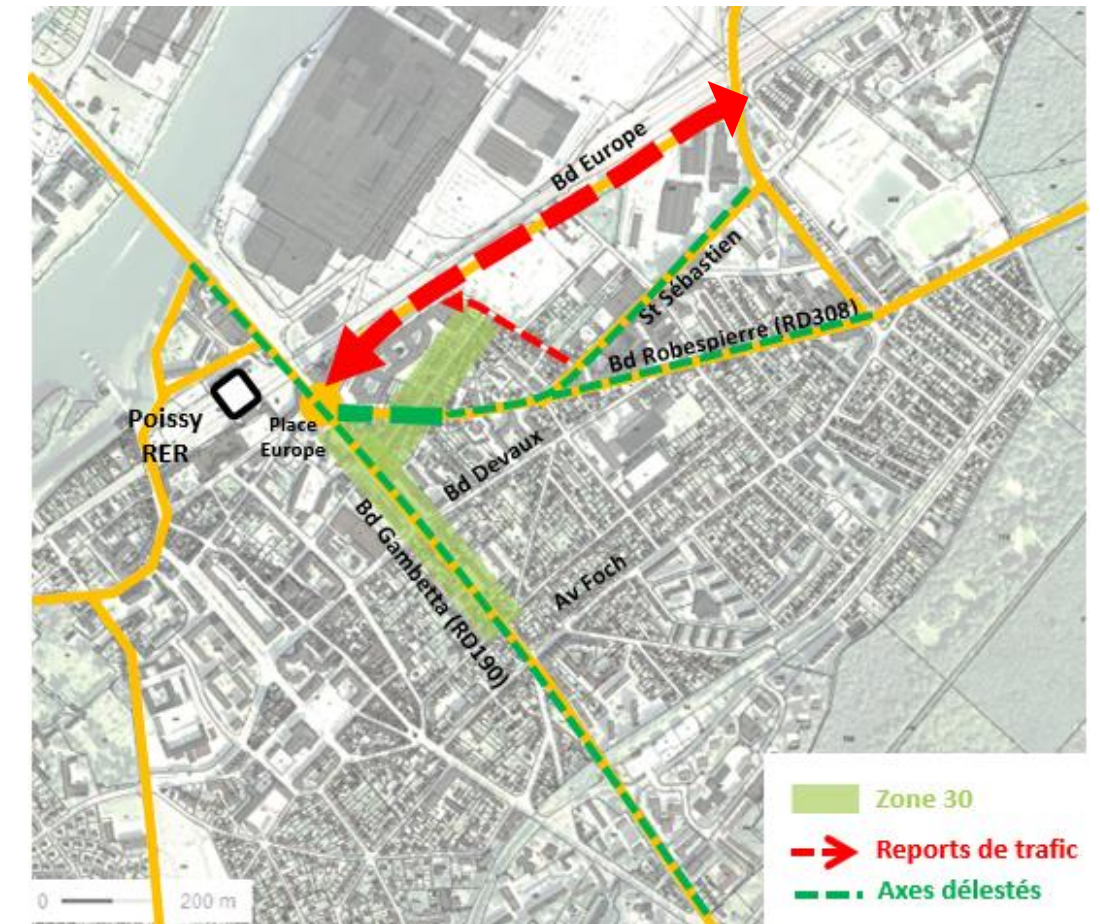 Bd Europe
St Sébastien
Bd Robespierre (RD308)
Poissy
RER
Place
Europe
Bd Devaux
Bd Gambetta (RD190)
Av Foch
Zone 30
Reports de trafic
Axes délestés
0 200 m